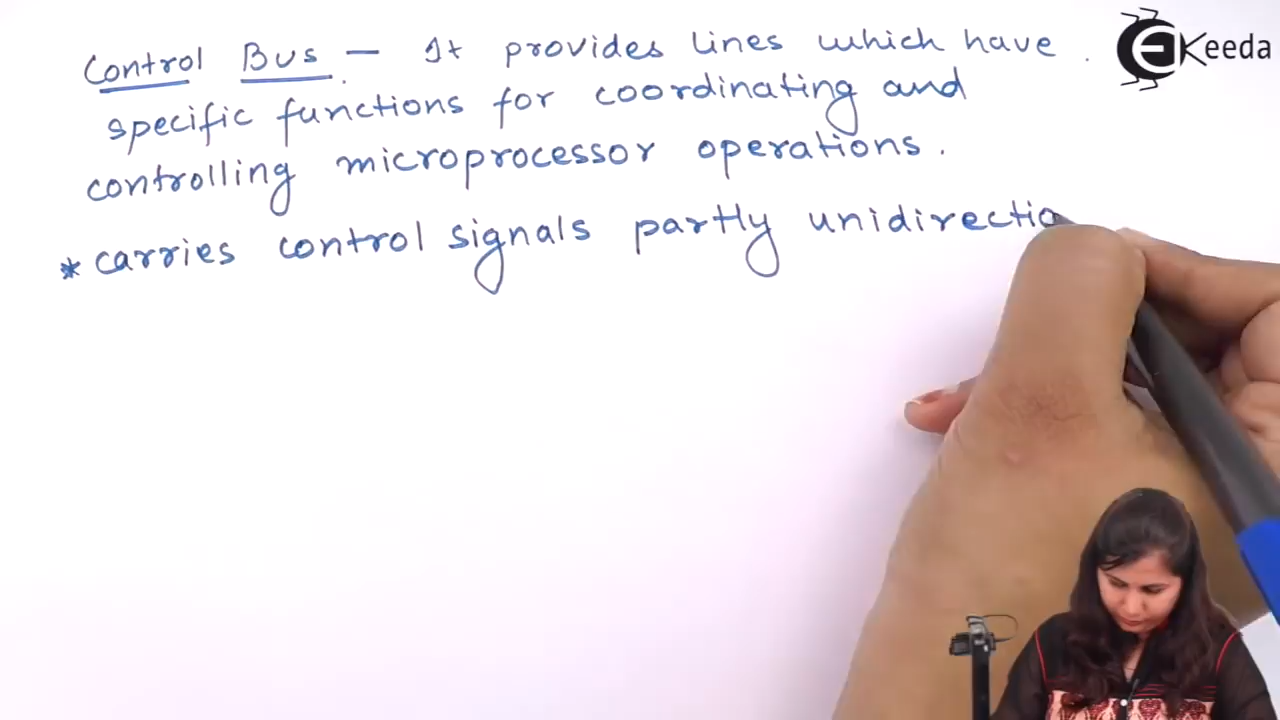 Control Bus — It provides lines which have
specific functions for coordinating and
controlling microprocessor operations.
* carries control signals partly unidirectio
EKeeda